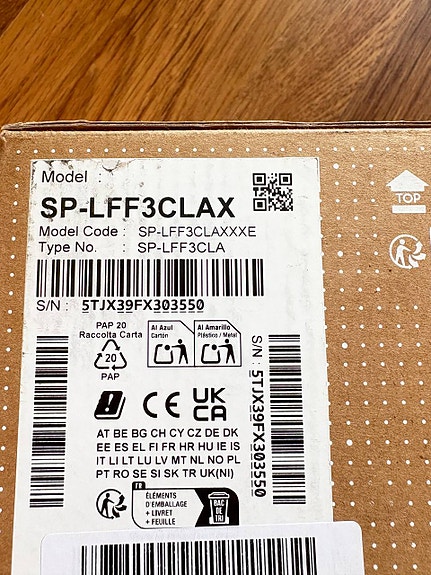 Model :
SP-LFF3CLAX
Model Code : SP-LFF3CLAXXXE
Type No. : SP-LFF3CLA
S/N : 5TJX39FX303550
PAP 20
Raccolta Carta
20
PAP
Al Azul
Cartón
Al Amarillo
Plástico / Metal
CE
UK
CA
AT BE BG CH CY CZ DE DK
EE ES EL FI FR HR HU IE IS
IT LI LT LU LV MT NL NO PL
PT RO SE SI SK TR UK(NI)
FR
ÉLÉMENTS
D'EMBALLAGE
+ LIVRET
+ FEUILLE
BAC
DE
TRI
S/N : 5TJX39FX303550
TOP